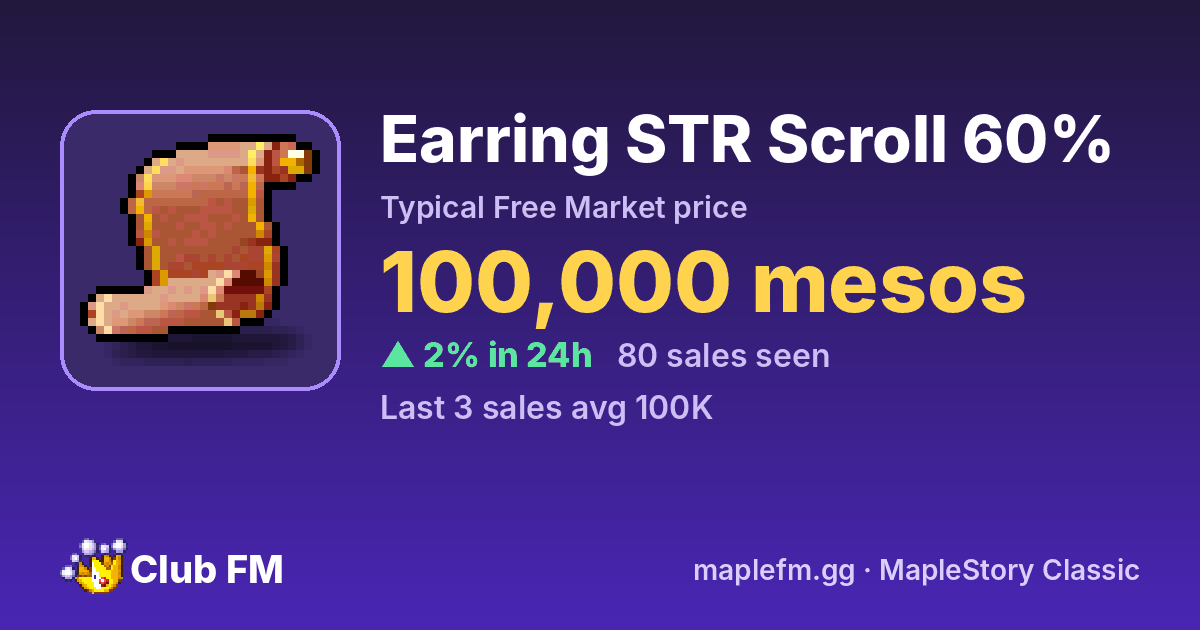 Earring STR Scroll 60%
Typical Free Market price
100,000 mesos
▲ 2% in 24h 80 sales seen
Last 3 sales avg 100K
Club FM
maplefm.gg · MapleStory Classic